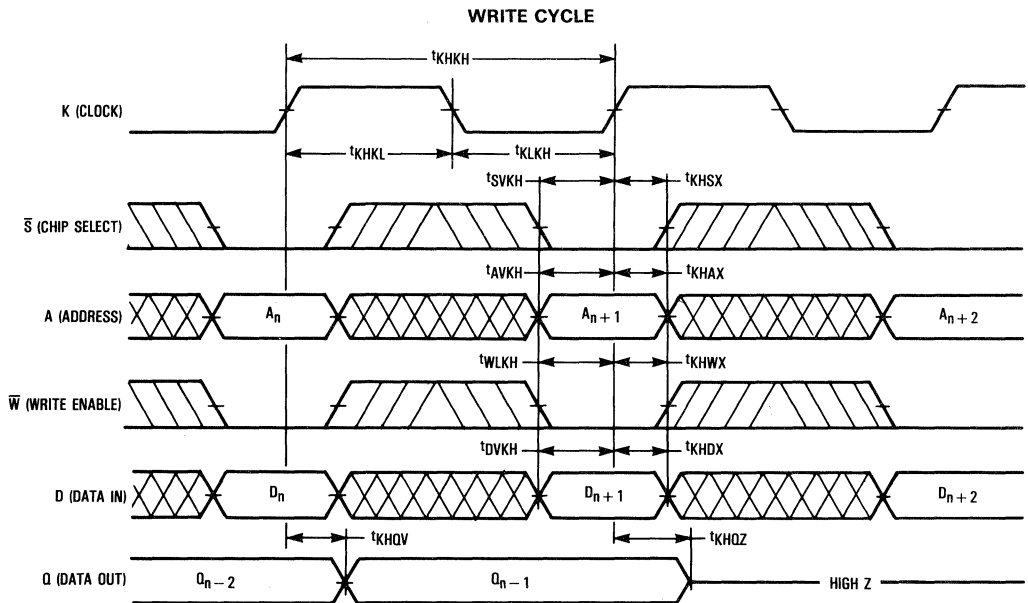 WRITE CYCLE
tKHKH
K (CLOCK)
tKHKL
tKLKH
tSVKH
tKHSX
S̅ (CHIP SELECT)
tAVKH
tKHAX
A (ADDRESS)
An
An + 1
An + 2
tWLKH
tKHWX
W̅ (WRITE ENABLE)
tDVKH
tKHDX
D (DATA IN)
Dn
Dn + 1
Dn + 2
tKHQV
tKHQZ
Q (DATA OUT)
Qn – 2
Qn – 1
HIGH Z